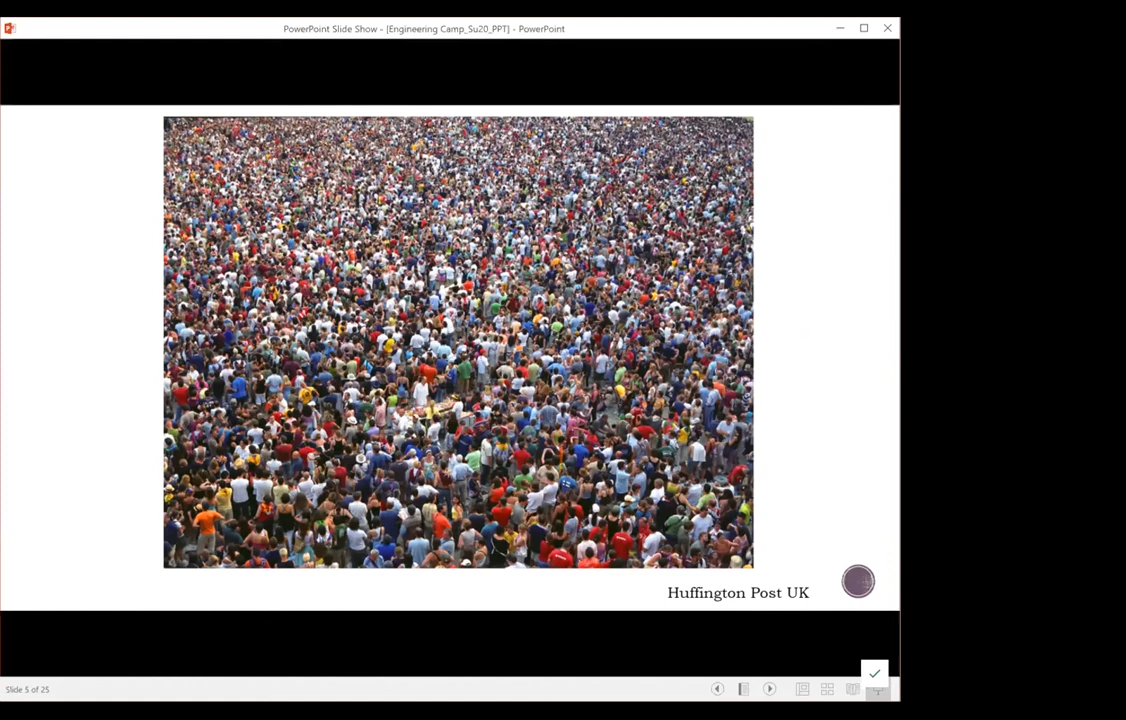 PowerPoint Slide Show - [Engineering Camp_Su20_PPT] - PowerPoint
Huffington Post UK
Slide 5 of 25